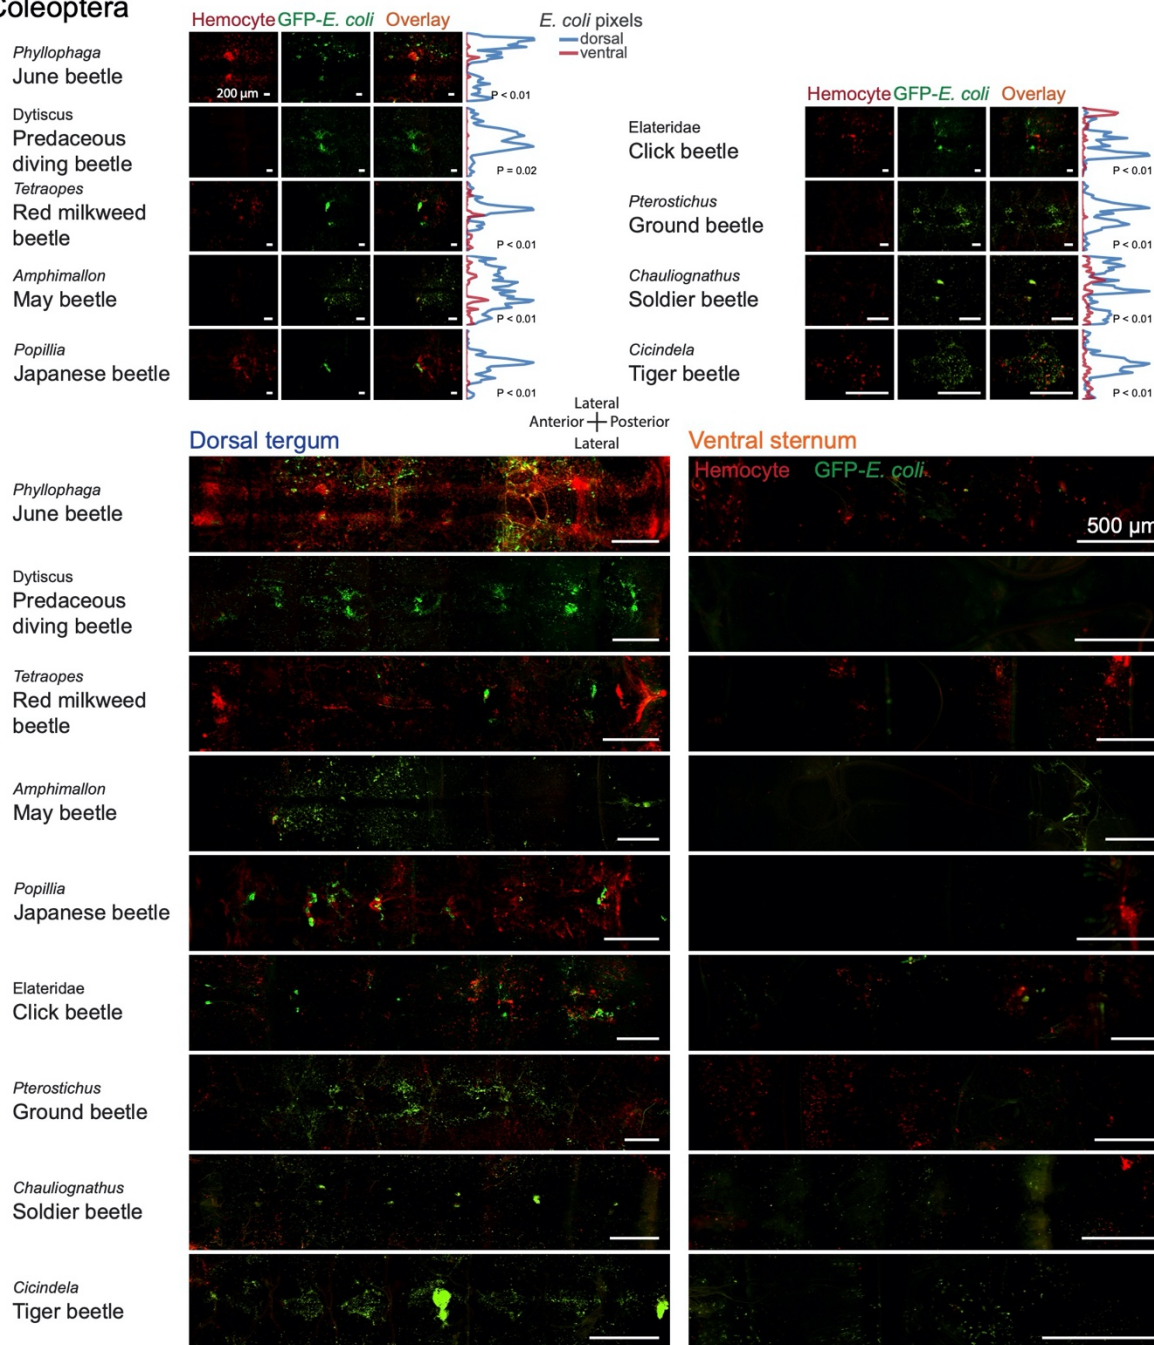 Coleoptera
Hemocyte GFP-E. coli Overlay
E. coli pixels
dorsal
ventral
Phyllophaga
June beetle
200 µm
P < 0.01
Dytiscus
Predaceous
diving beetle
P = 0.02
Tetraopes
Red milkweed
beetle
P < 0.01
Amphimallon
May beetle
P < 0.01
Popillia
Japanese beetle
P < 0.01
Hemocyte GFP-E. coli Overlay
Elateridae
Click beetle
P < 0.01
Pterostichus
Ground beetle
P < 0.01
Chauliognathus
Soldier beetle
P < 0.01
Cicindela
Tiger beetle
P < 0.01
Lateral
Anterior Posterior
Lateral
Dorsal tergum
Ventral sternum
Hemocyte GFP-E. coli
500 µm
Phyllophaga
June beetle
Dytiscus
Predaceous
diving beetle
Tetraopes
Red milkweed
beetle
Amphimallon
May beetle
Popillia
Japanese beetle
Elateridae
Click beetle
Pterostichus
Ground beetle
Chauliognathus
Soldier beetle
Cicindela
Tiger beetle